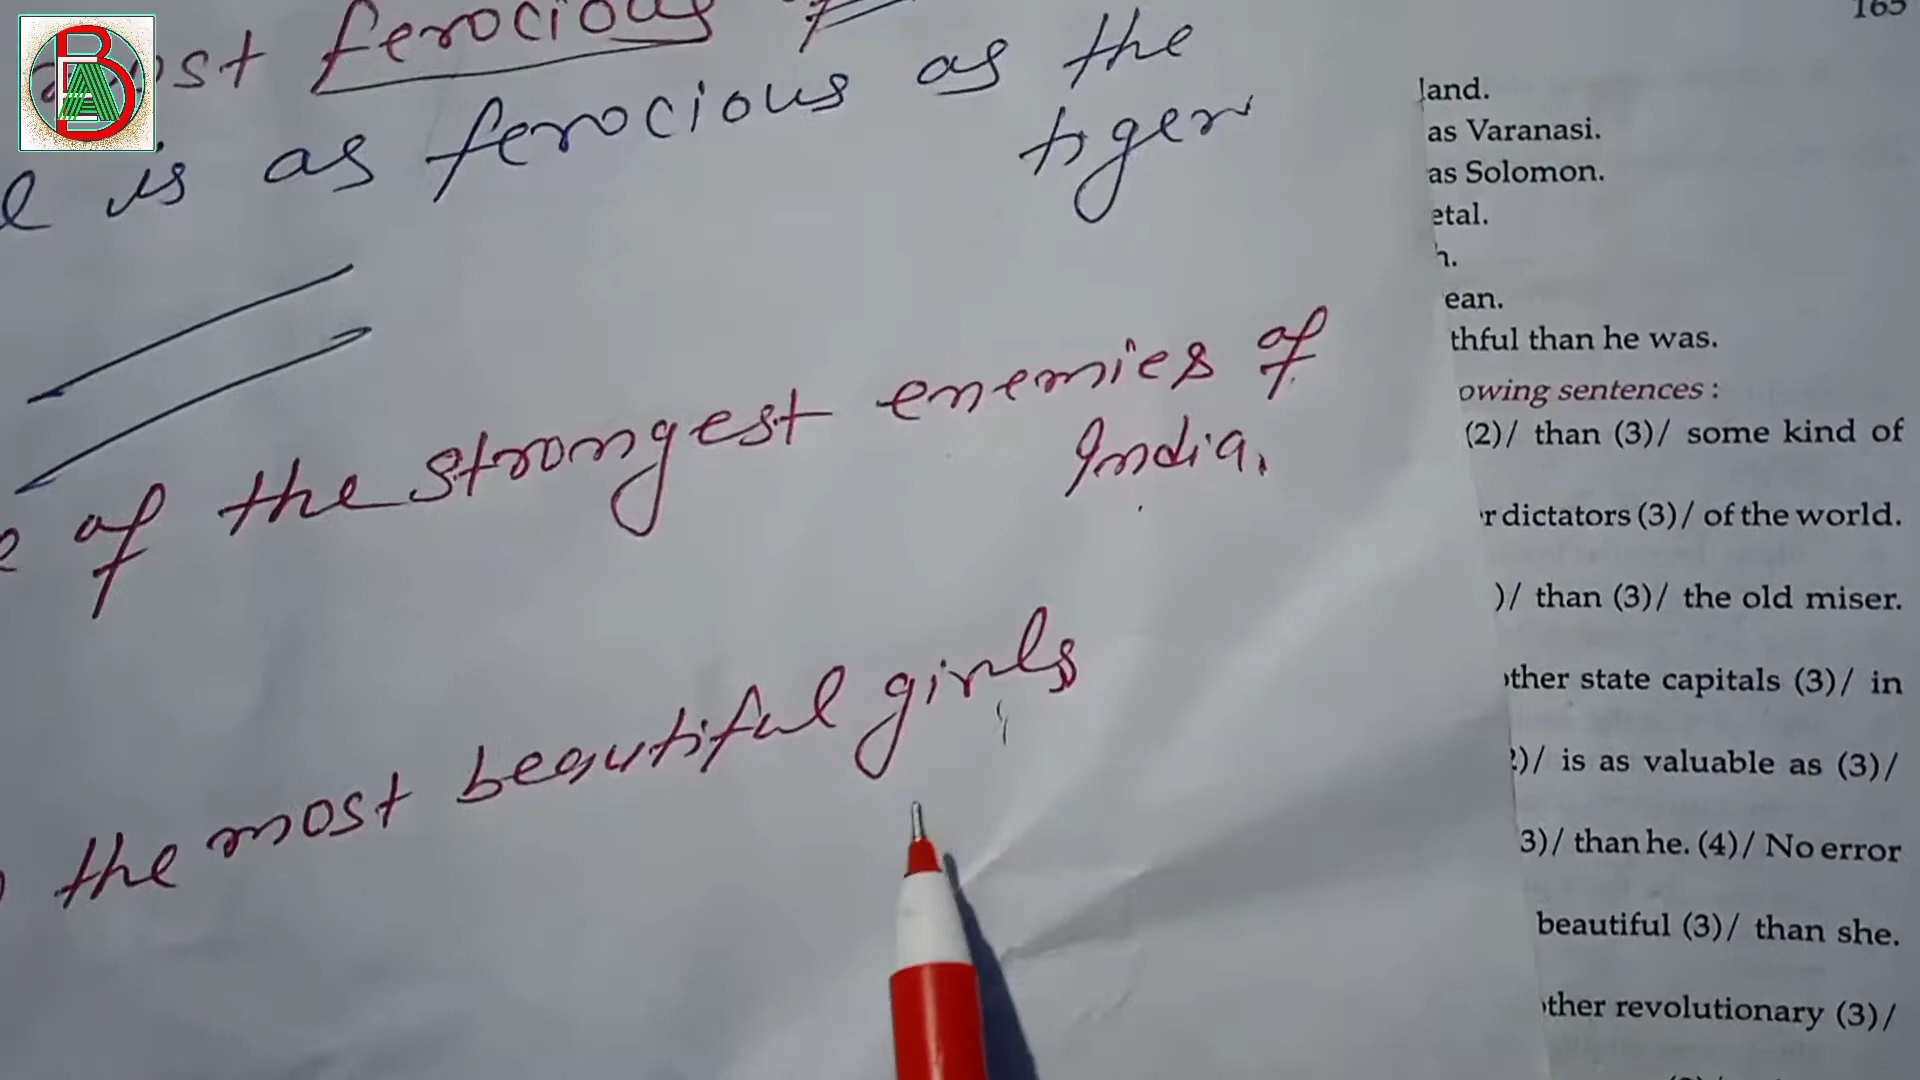 most ferocious
is as ferocious as the
tiger
of the strongest enemies of
India.
the most beautiful girls
165
land.
as Varanasi.
as Solomon.
etal.
h.
ean.
thful than he was.
owing sentences :
(2)/ than (3)/ some kind of
r dictators (3)/ of the world.
)/ than (3)/ the old miser.
other state capitals (3)/ in
2)/ is as valuable as (3)/
3)/ than he. (4)/ No error
beautiful (3)/ than she.
other revolutionary (3)/